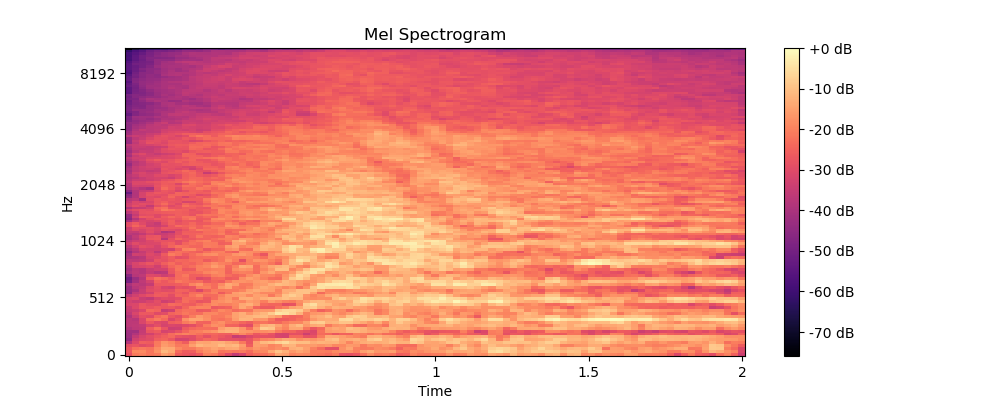 Mel Spectrogram
Hz
8192
4096
2048
1024
512
0
0 0.5 1 1.5 2
Time
+0 dB
-10 dB
-20 dB
-30 dB
-40 dB
-50 dB
-60 dB
-70 dB